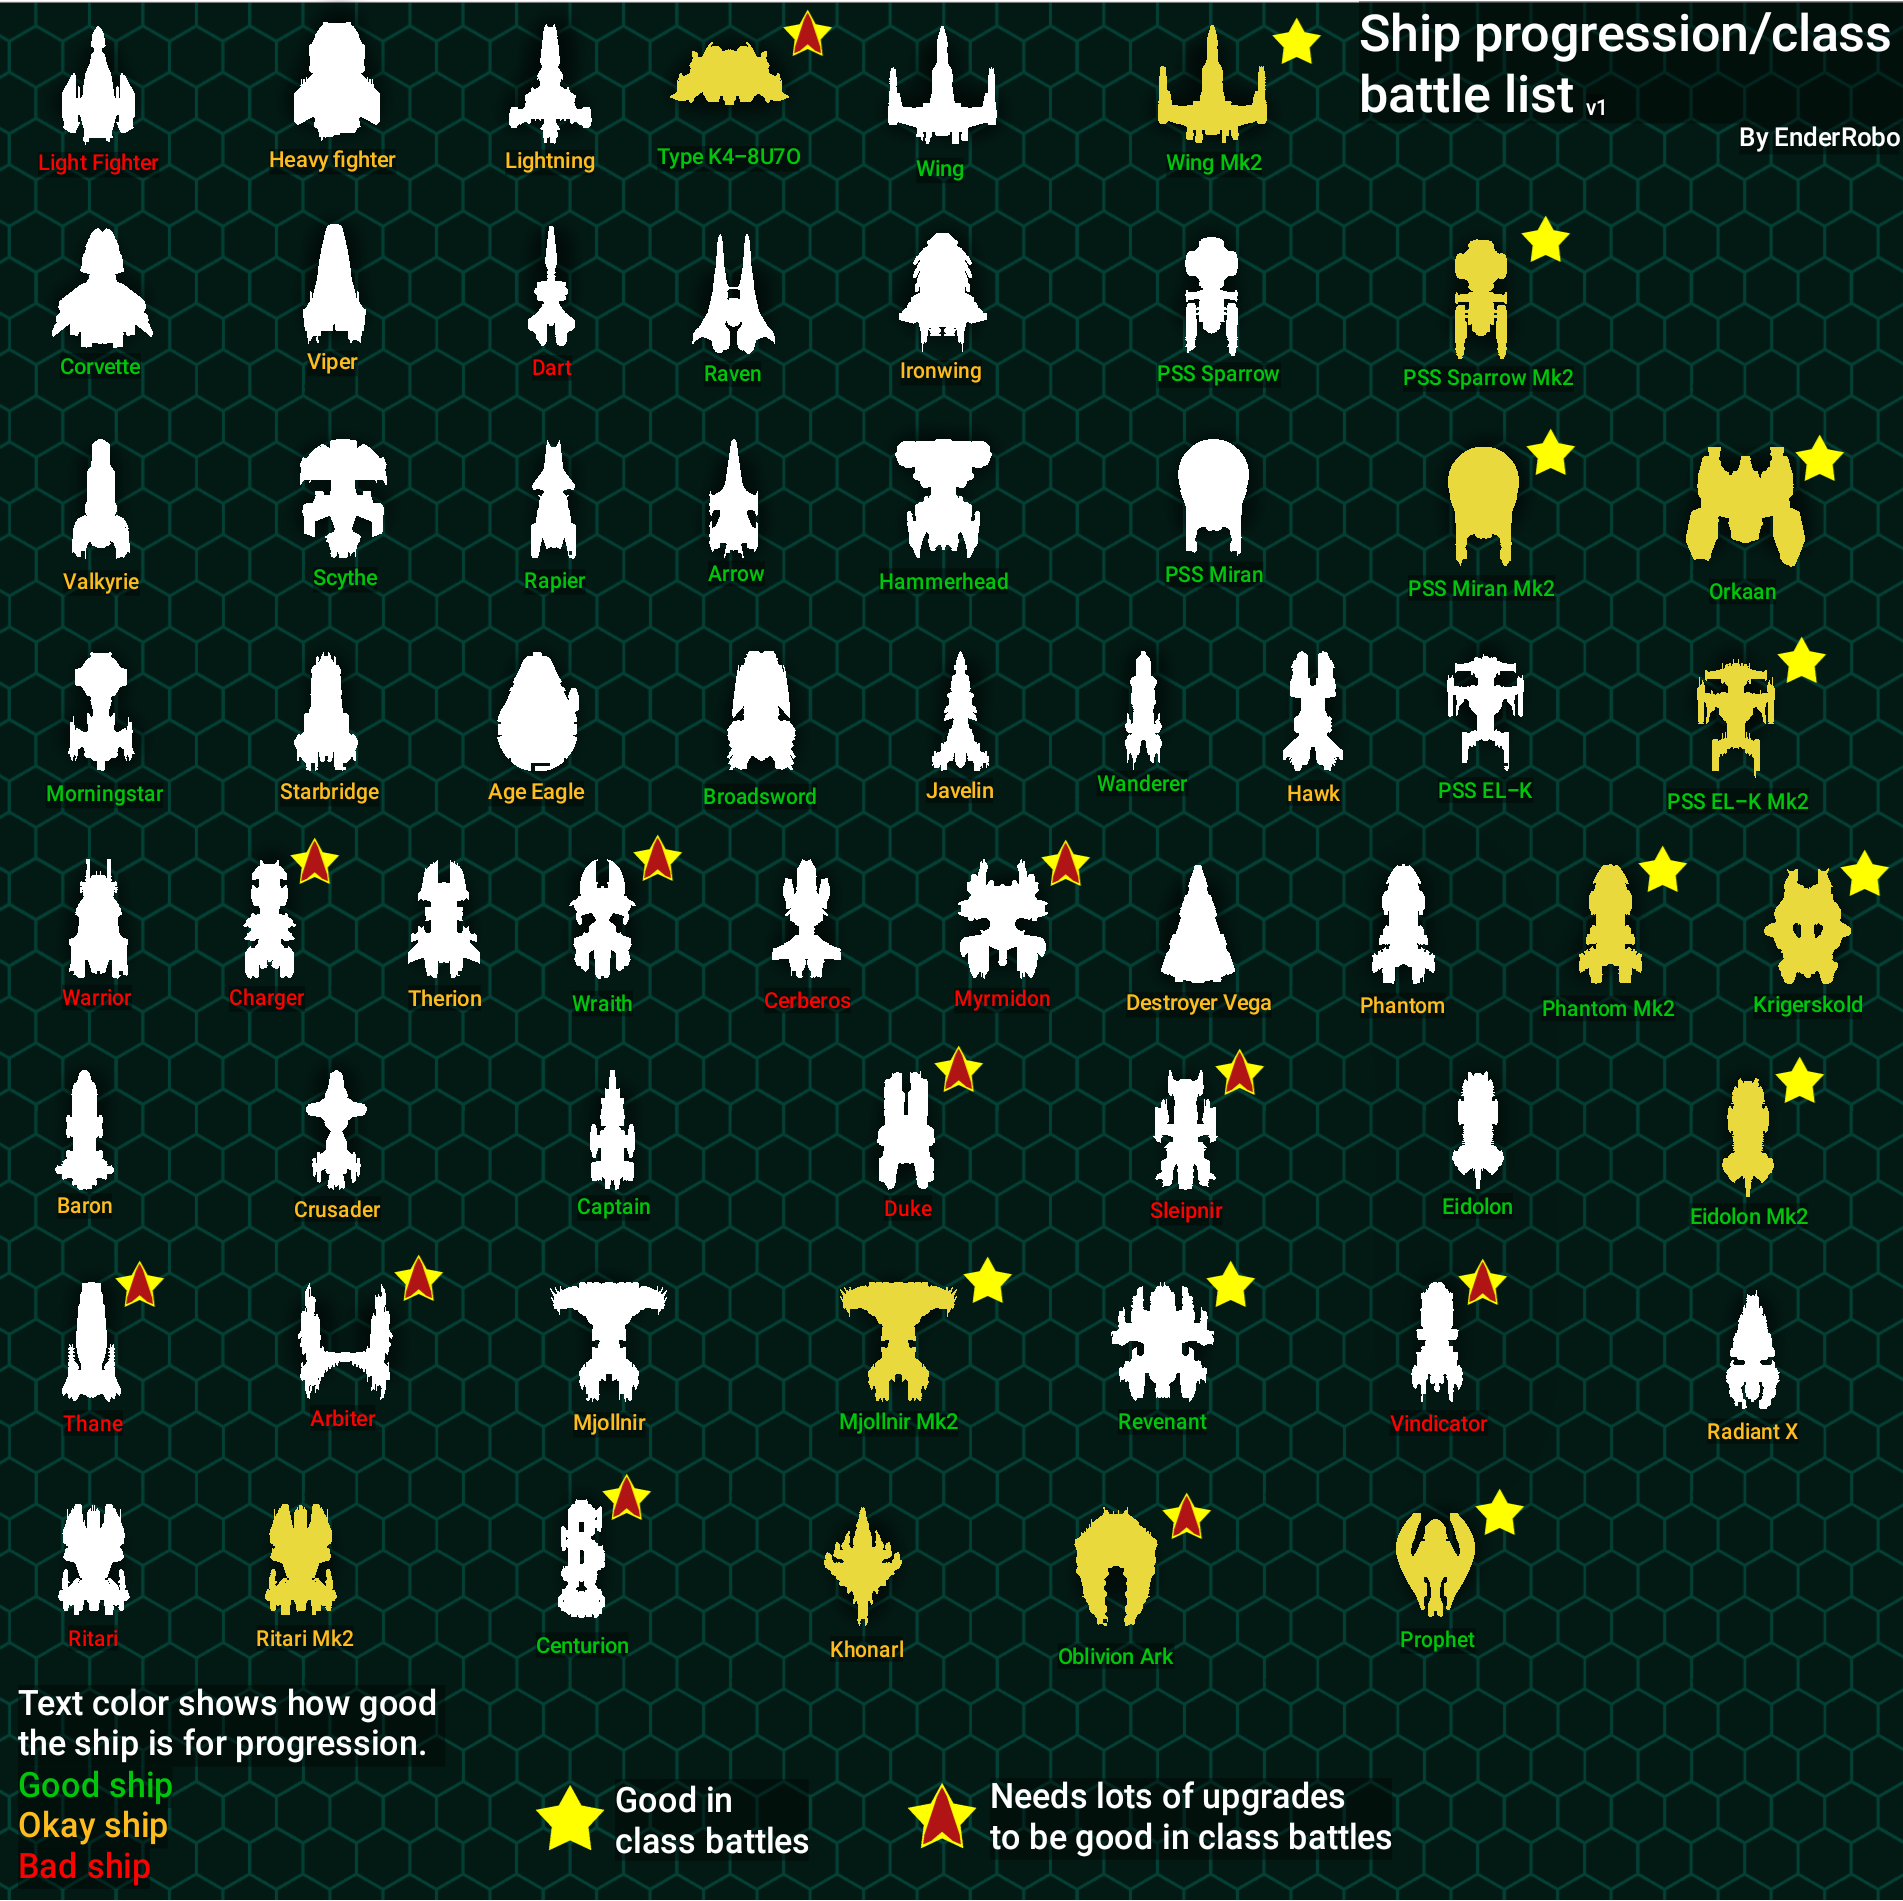 Ship progression/class
battle list v1
By EnderRobo
Light Fighter
Heavy fighter
Lightning
Type K4-8U7O
Wing
Wing Mk2
Corvette
Viper
Dart
Raven
Ironwing
PSS Sparrow
PSS Sparrow Mk2
Valkyrie
Scythe
Rapier
Arrow
Hammerhead
PSS Miran
PSS Miran Mk2
Orkaan
Morningstar
Starbridge
Age Eagle
Broadsword
Javelin
Wanderer
Hawk
PSS EL-K
PSS EL-K Mk2
Warrior
Charger
Therion
Wraith
Cerberos
Myrmidon
Destroyer Vega
Phantom
Phantom Mk2
Krigerskold
Baron
Crusader
Captain
Duke
Sleipnir
Eidolon
Eidolon Mk2
Thane
Arbiter
Mjollnir
Mjollnir Mk2
Revenant
Vindicator
Radiant X
Ritari
Ritari Mk2
Centurion
Khonarl
Oblivion Ark
Prophet
Text color shows how good
the ship is for progression.
Good ship
Okay ship
Bad ship
Good in
class battles
Needs lots of upgrades
to be good in class battles